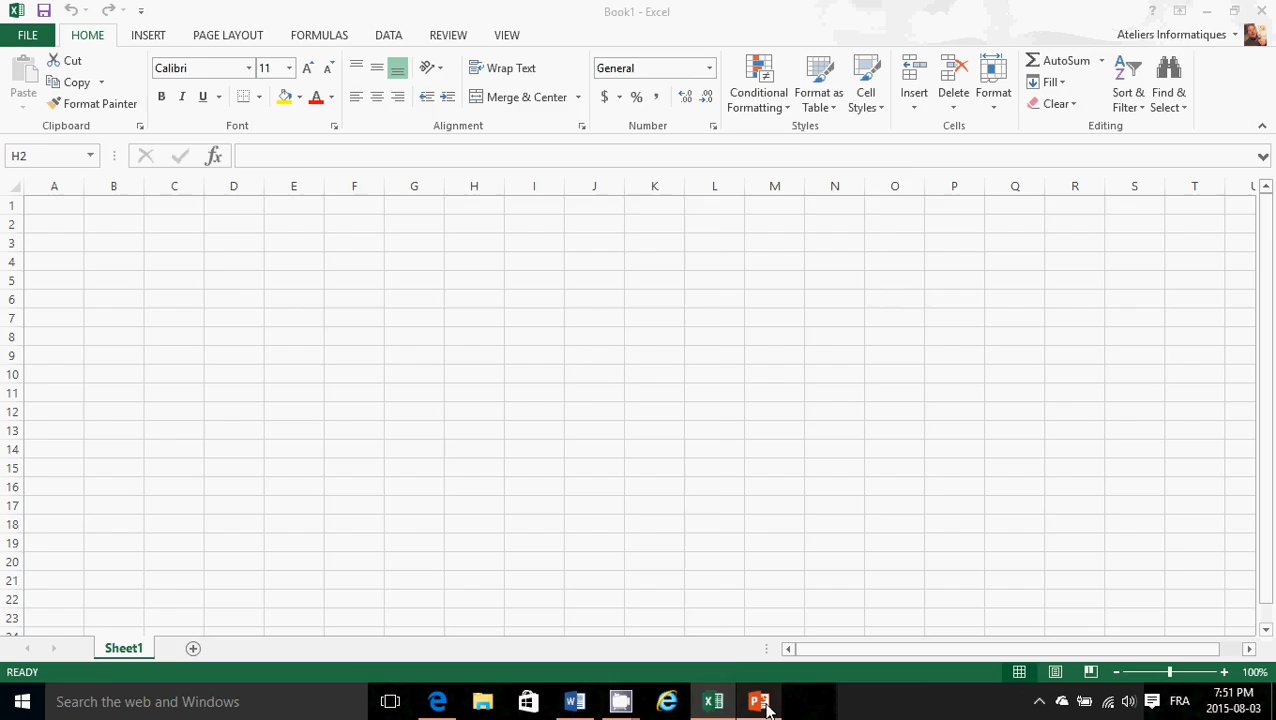 Book1 - Excel
?
FILE HOME INSERT PAGE LAYOUT FORMULAS DATA REVIEW VIEW Ateliers Informatiques
Paste
Cut
Copy
Format Painter
Clipboard
Calibri 11
B I U A
Font
Wrap Text
Merge & Center
Alignment
General
$ % ,
Number
Conditional Formatting
Format as Table
Cell Styles
Styles
Insert Delete Format
Cells
AutoSum
Fill
Clear
Sort & Filter
Find & Select
Editing
H2 fx
A B C D E F G H I J K L M N O P Q R S T U
1
2
3
4
5
6
7
8
9
10
11
12
13
14
15
16
17
18
19
20
21
22
23
Sheet1
READY 100%
Search the web and Windows
FRA
7:51 PM
2015-08-03